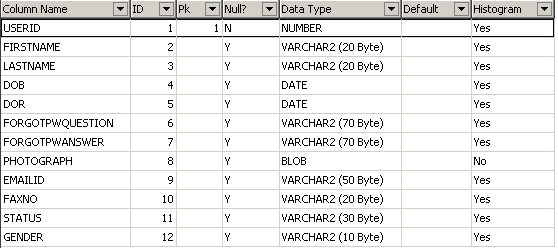 Column Name ID Pk Null? Data Type Default Histogram
USERID 1 1 N NUMBER Yes
FIRSTNAME 2 Y VARCHAR2 (20 Byte) Yes
LASTNAME 3 Y VARCHAR2 (20 Byte) Yes
DOB 4 Y DATE Yes
DOR 5 Y DATE Yes
FORGOTPWQUESTION 6 Y VARCHAR2 (70 Byte) Yes
FORGOTPWANSWER 7 Y VARCHAR2 (70 Byte) Yes
PHOTOGRAPH 8 Y BLOB No
EMAILID 9 Y VARCHAR2 (50 Byte) Yes
FAXNO 10 Y VARCHAR2 (20 Byte) Yes
STATUS 11 Y VARCHAR2 (30 Byte) Yes
GENDER 12 Y VARCHAR2 (10 Byte) Yes